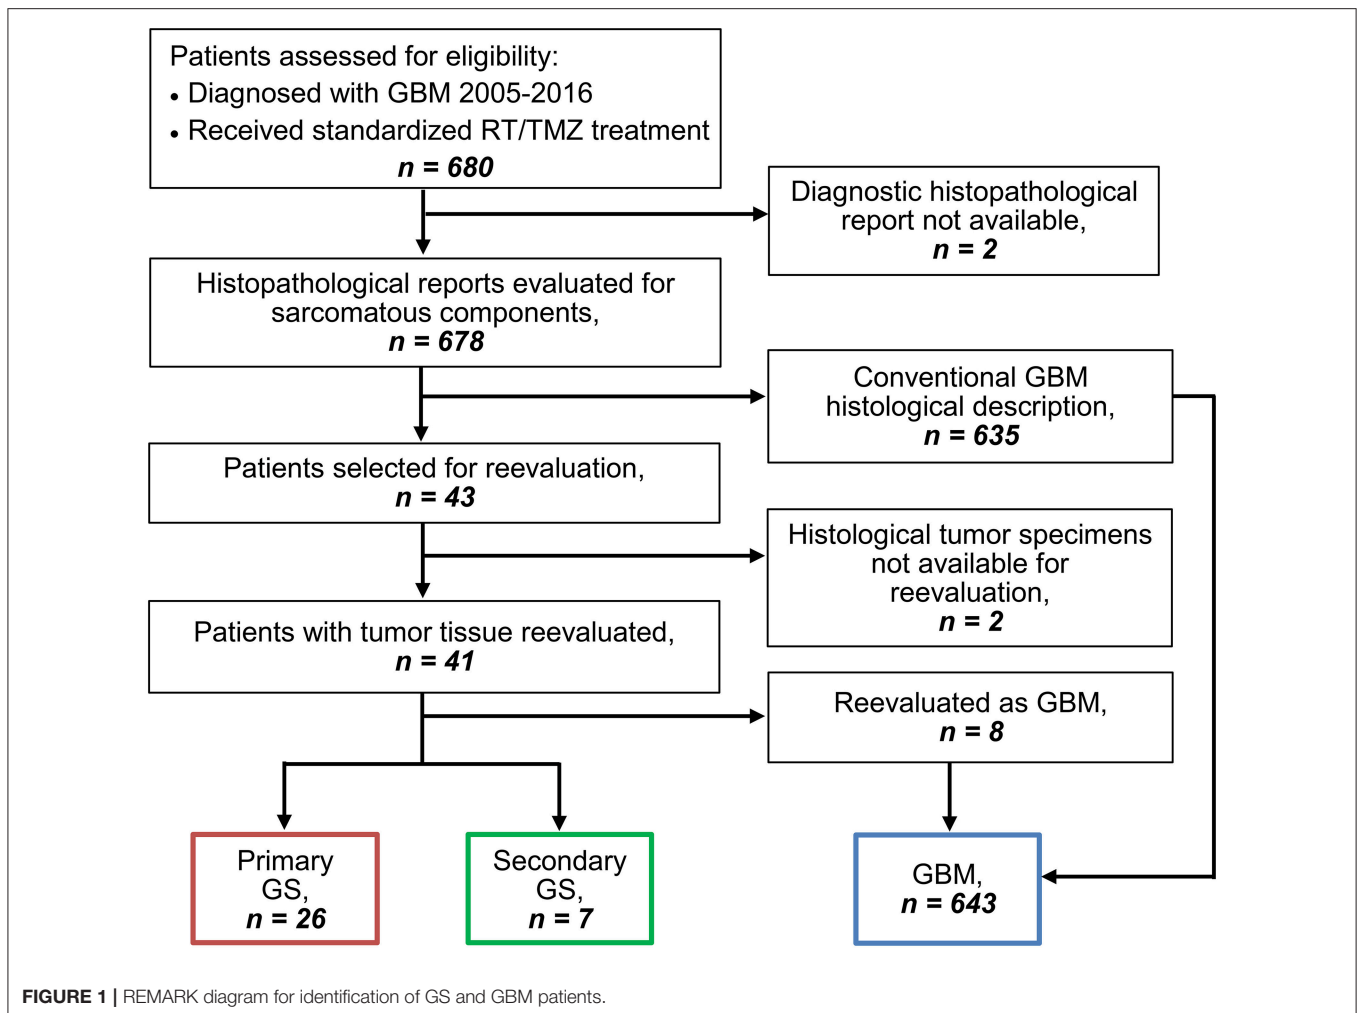 Patients assessed for eligibility:
• Diagnosed with GBM 2005-2016
• Received standardized RT/TMZ treatment
n = 680
Diagnostic histopathological
report not available,
n = 2
Histopathological reports evaluated for
sarcomatous components,
n = 678
Conventional GBM
histological description,
n = 635
Patients selected for reevaluation,
n = 43
Histological tumor specimens
not available for
reevaluation,
n = 2
Patients with tumor tissue reevaluated,
n = 41
Reevaluated as GBM,
n = 8
Primary
GS,
n = 26
Secondary
GS,
n = 7
GBM,
n = 643
FIGURE 1 | REMARK diagram for identification of GS and GBM patients.